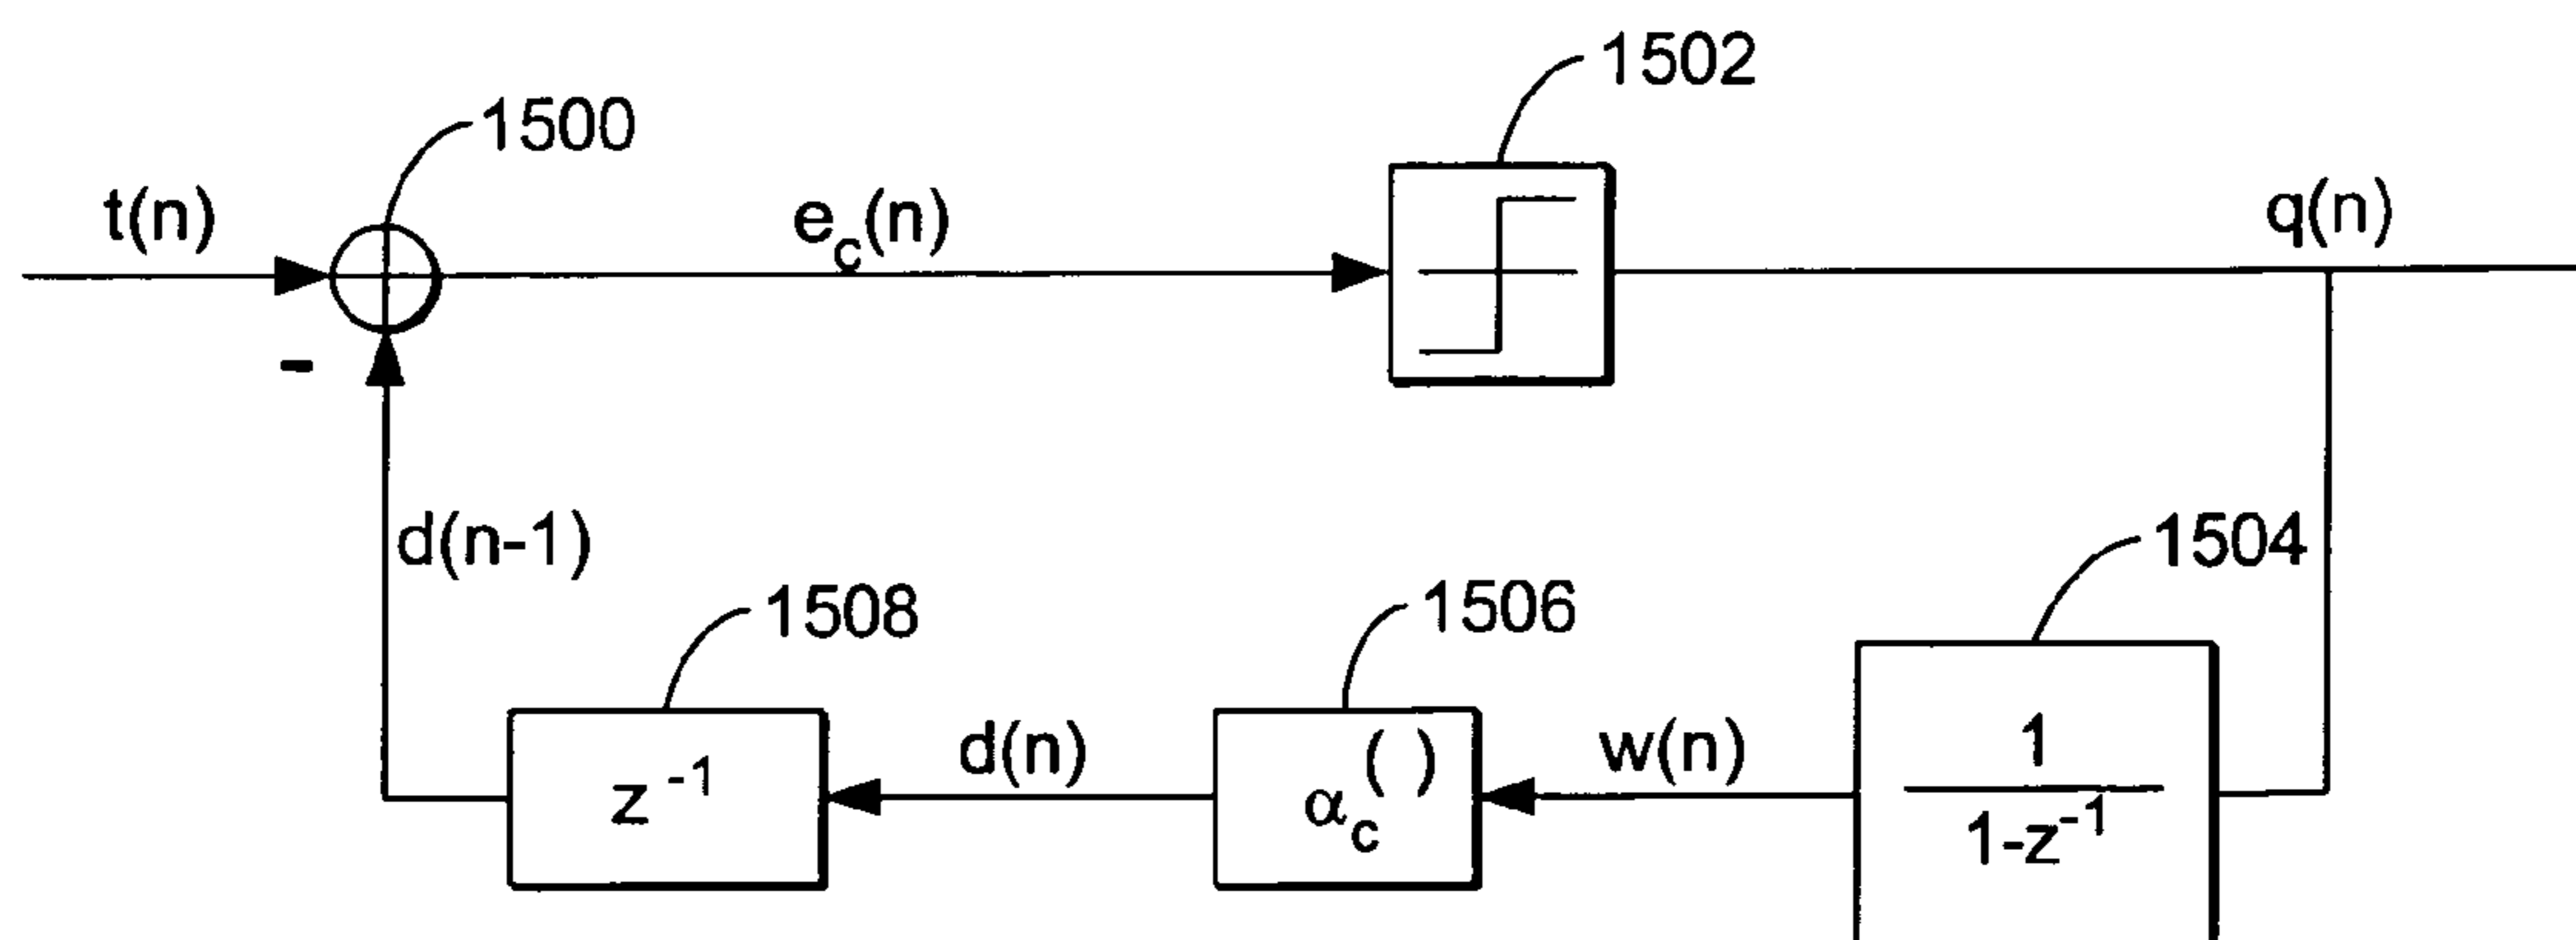 1502
1500
t(n)
e_c(n)
q(n)
-
d(n-1)
1504
1508
1506
z^-1
d(n)
α_c^( )
w(n)
1
1-z^-1